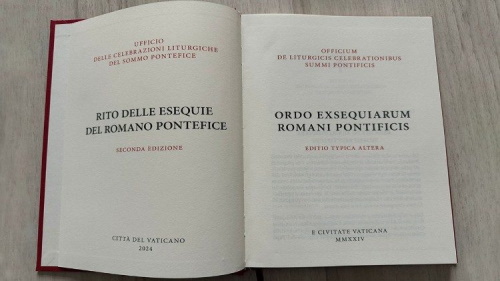 UFFICIO
DELLE CELEBRAZIONI LITURGICHE
DEL SOMMO PONTEFICE
RITO DELLE ESEQUIE
DEL ROMANO PONTEFICE
SECONDA EDIZIONE
CITTÀ DEL VATICANO
2024
OFFICIUM
DE LITURGICIS CELEBRATIONIBUS
SUMMI PONTIFICIS
ORDO EXSEQUIARUM
ROMANI PONTIFICIS
EDITIO TYPICA ALTERA
E CIVITATE VATICANA
MMXXIV